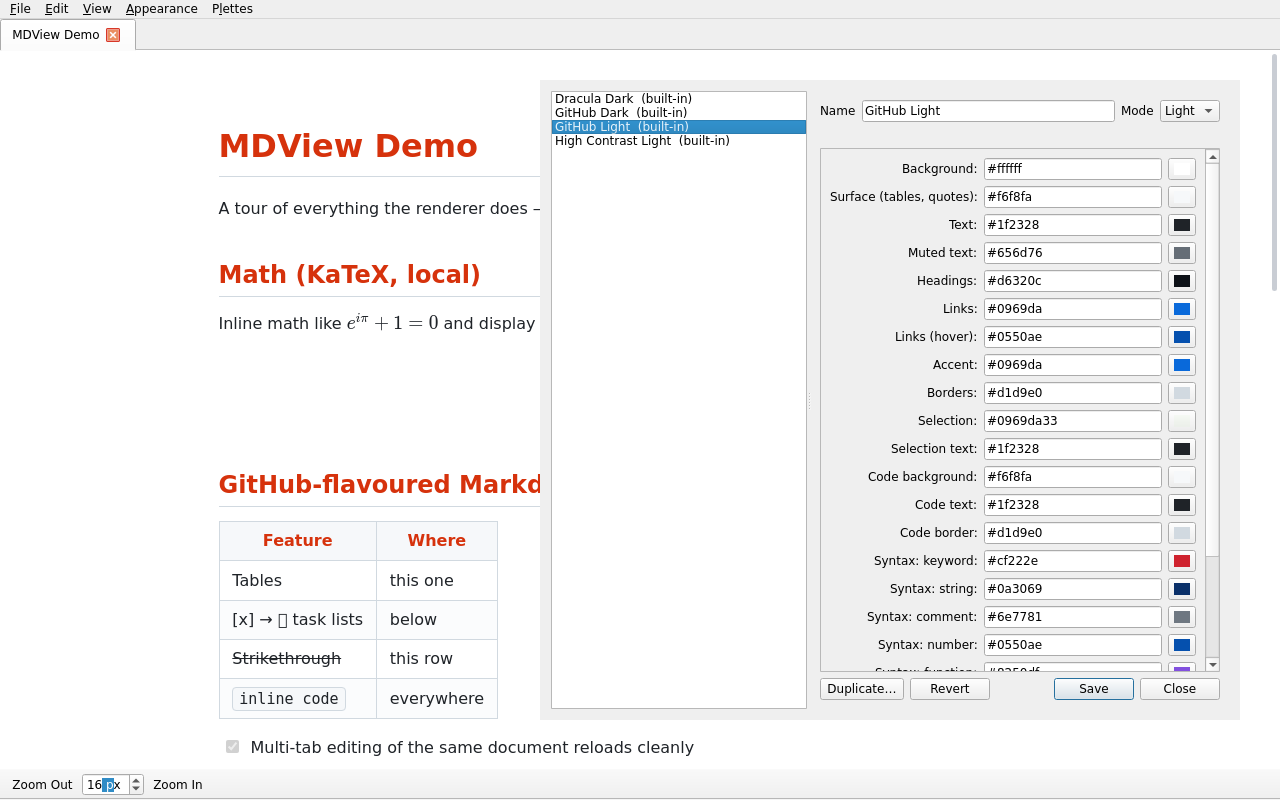 File Edit View Appearance Plettes
MDView Demo
MDView Demo
A tour of everything the renderer does –
Math (KaTeX, local)
Inline math like e^{iπ} + 1 = 0 and display
GitHub-flavoured Markd
Feature Where
Tables this one
[x] → ▯ task lists below
Strikethrough this row
inline code everywhere
Multi-tab editing of the same document reloads cleanly
Dracula Dark (built-in)
GitHub Dark (built-in)
GitHub Light (built-in)
High Contrast Light (built-in)
Name GitHub Light Mode Light
Background: #ffffff
Surface (tables, quotes): #f6f8fa
Text: #1f2328
Muted text: #656d76
Headings: #d6320c
Links: #0969da
Links (hover): #0550ae
Accent: #0969da
Borders: #d1d9e0
Selection: #0969da33
Selection text: #1f2328
Code background: #f6f8fa
Code text: #1f2328
Code border: #d1d9e0
Syntax: keyword: #cf222e
Syntax: string: #0a3069
Syntax: comment: #6e7781
Syntax: number: #0550ae
Syntax: function: #8250df
Duplicate... Revert Save Close
Zoom Out 16 px Zoom In